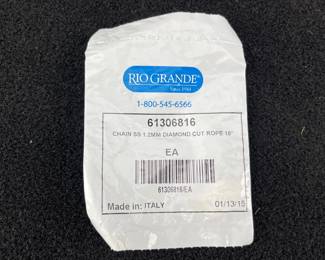 RIO GRANDE®
Since 1944
1-800-545-6566
61306816
CHAIN SS 1.2MM DIAMOND CUT ROPE 16"
EA
61306816/EA
Made in: ITALY 01/13/15